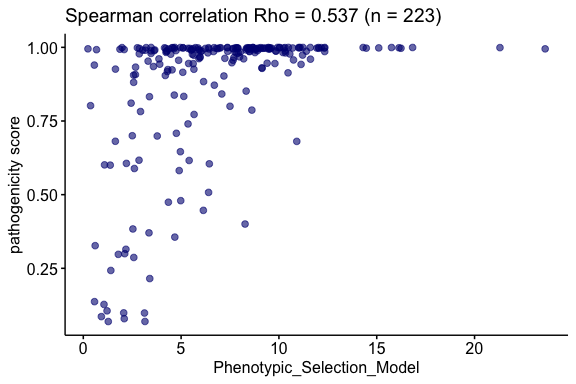 Spearman correlation Rho = 0.537 (n = 223)
pathogenicity score
1.00
0.75
0.50
0.25
0 5 10 15 20
Phenotypic_Selection_Model